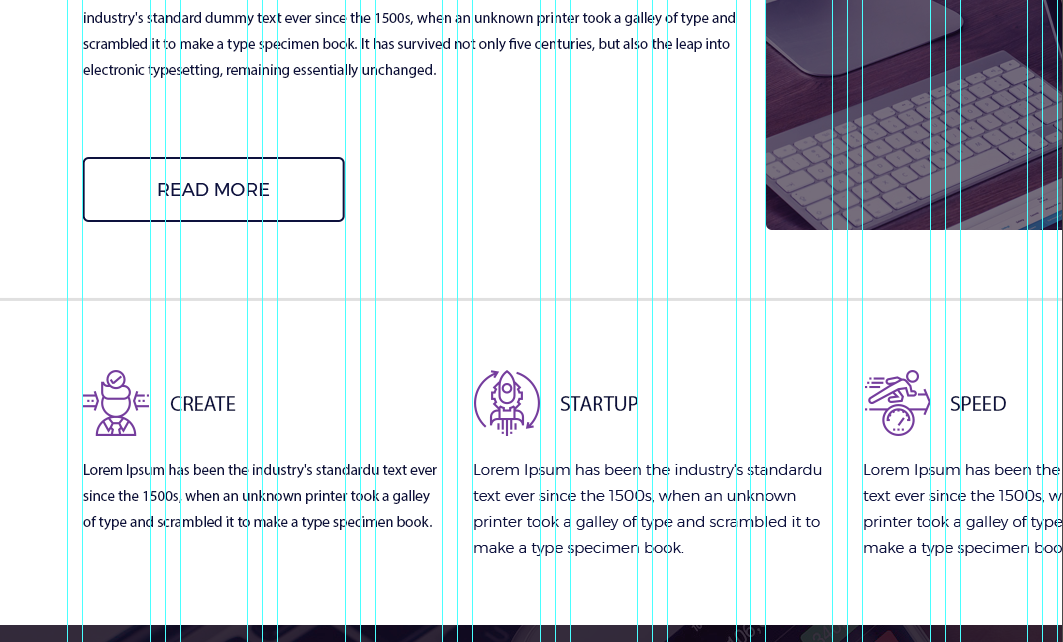 industry's standard dummy text ever since the 1500s, when an unknown printer took a galley of type and
scrambled it to make a type specimen book. It has survived not only five centuries, but also the leap into
electronic typesetting, remaining essentially unchanged.
READ MORE
CREATE
Lorem Ipsum has been the industry's standardu text ever
since the 1500s, when an unknown printer took a galley
of type and scrambled it to make a type specimen book.
STARTUP
Lorem Ipsum has been the industry's standardu
text ever since the 1500s, when an unknown
printer took a galley of type and scrambled it to
make a type specimen book.
SPEED
Lorem Ipsum has been the
text ever since the 1500s, w
printer took a galley of type
make a type specimen boo